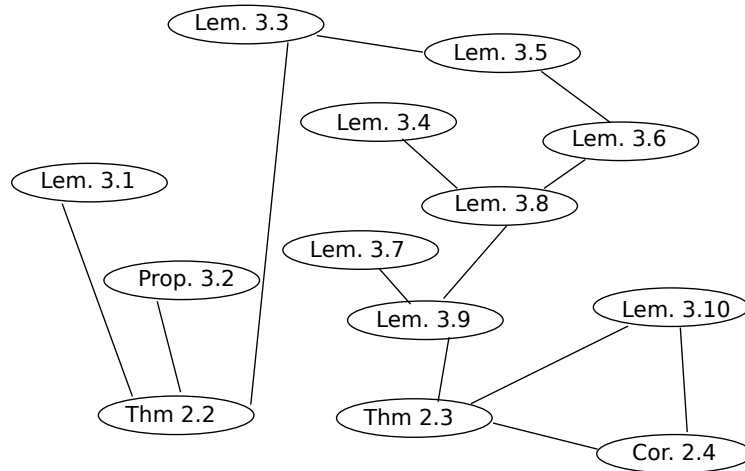 Lem. 3.3
Lem. 3.5
Lem. 3.4
Lem. 3.6
Lem. 3.1
Lem. 3.8
Lem. 3.7
Prop. 3.2
Lem. 3.10
Lem. 3.9
Thm 2.2
Thm 2.3
Cor. 2.4